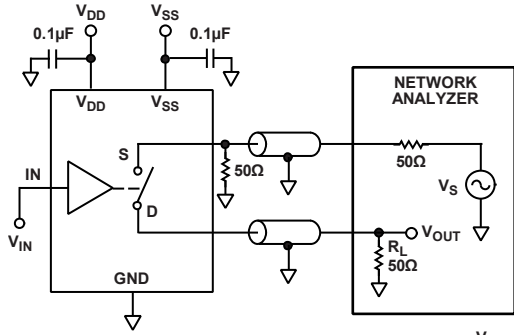 V_DD V_SS
0.1µF 0.1µF
V_DD V_SS
NETWORK
ANALYZER
S
50Ω 50Ω
V_S
IN
D
V_IN
V_OUT
R_L
50Ω
GND
V